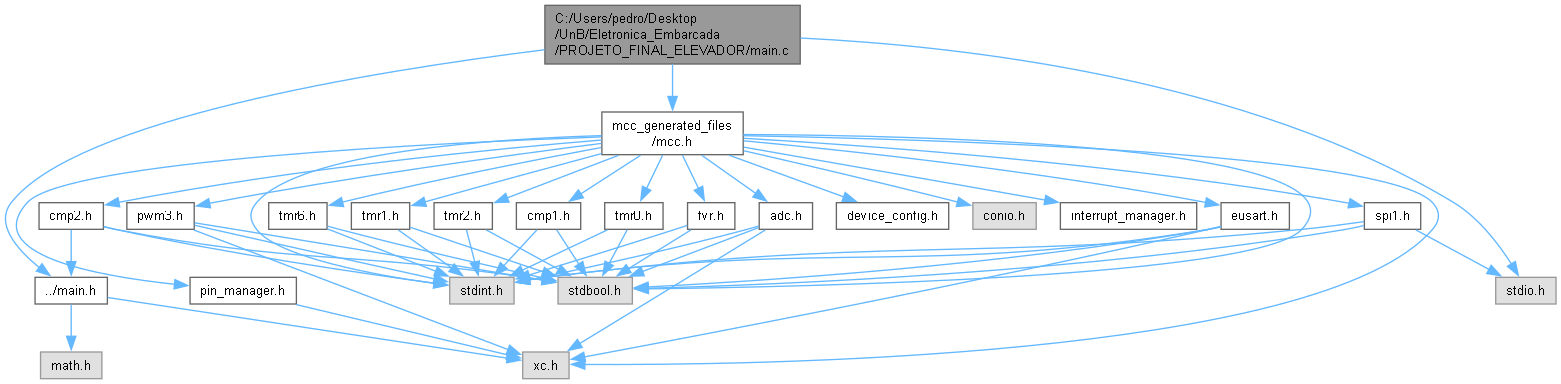 C:/Users/pedro/Desktop
/UnB/Eletronica_Embarcada
/PROJETO_FINAL_ELEVADOR/main.c
mcc_generated_files
/mcc.h
cmp2.h
pwm3.h
tmr6.h
tmr1.h
tmr2.h
cmp1.h
tmr0.h
fvr.h
adc.h
device_config.h
conio.h
interrupt_manager.h
eusart.h
spi1.h
../main.h
pin_manager.h
stdint.h
stdbool.h
stdio.h
math.h
xc.h